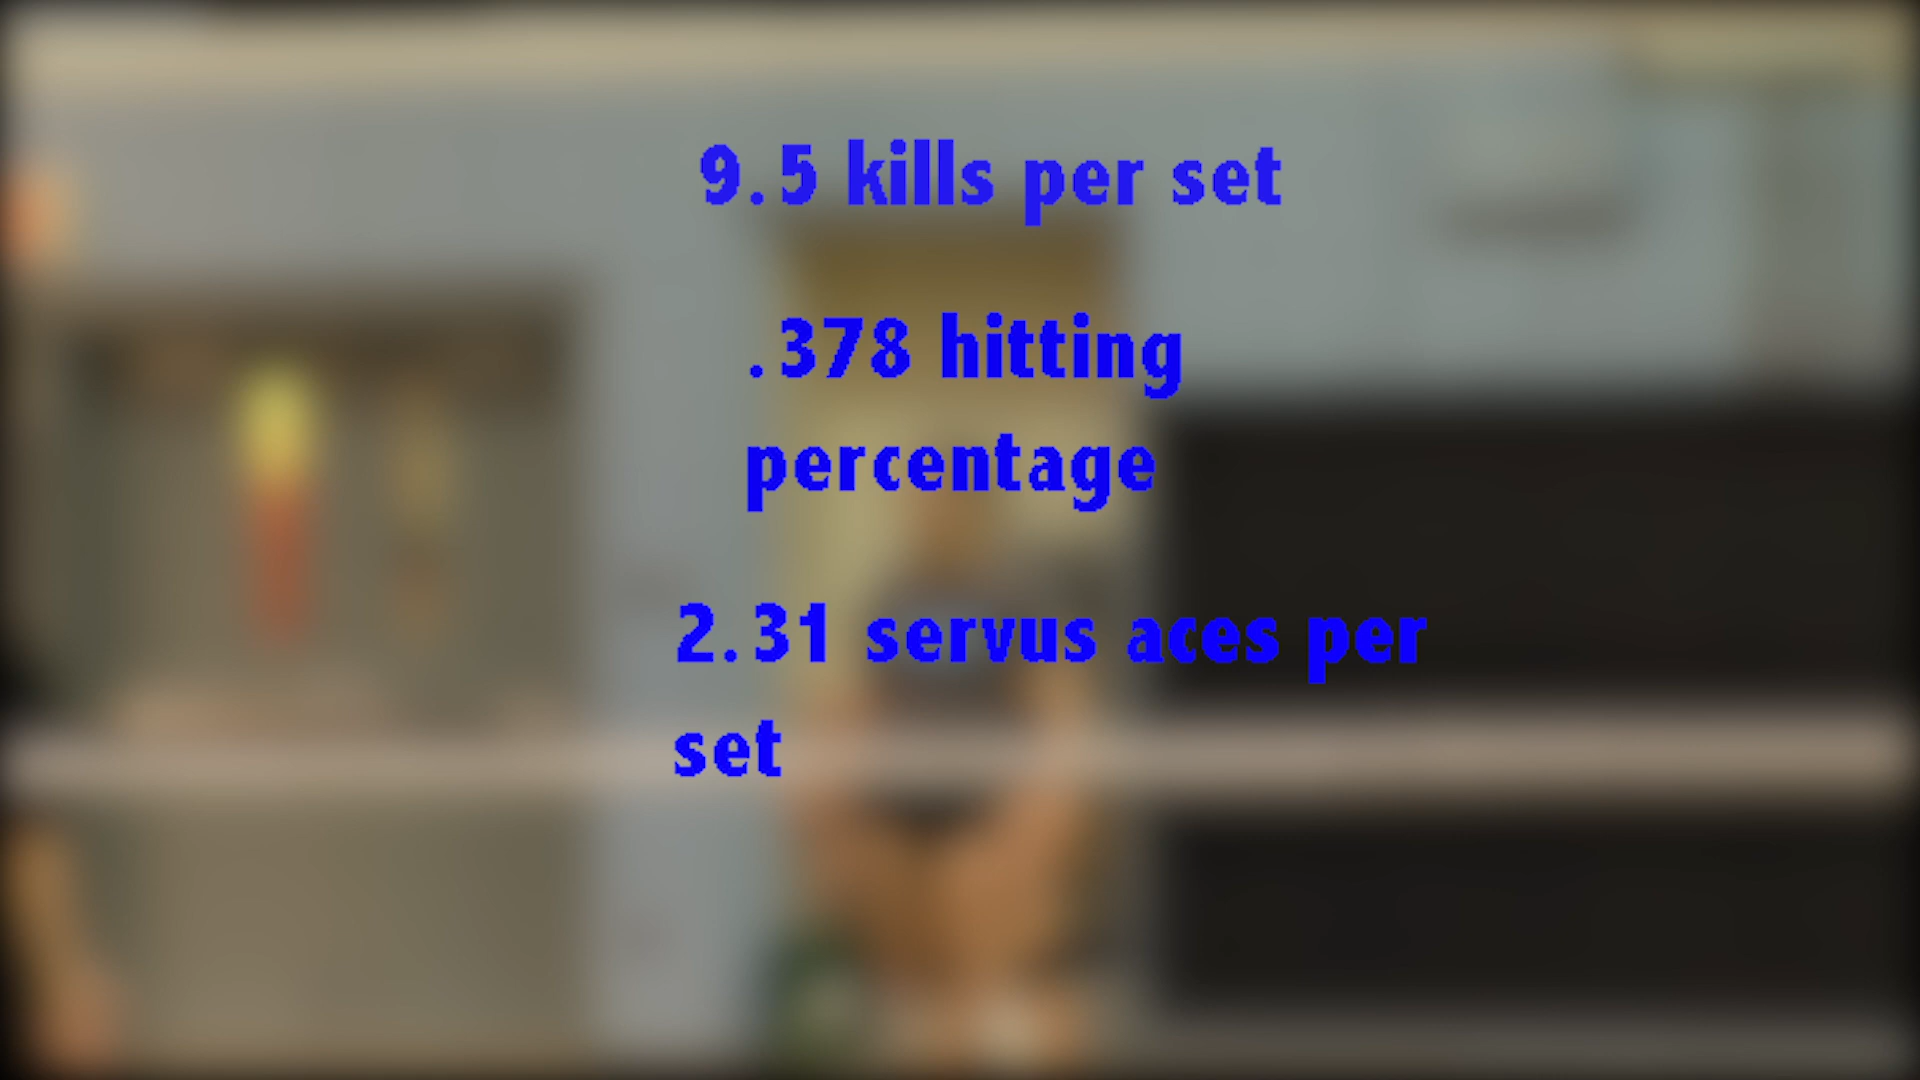 9.5 kills per set
.378 hitting
percentage
2.31 servus aces per
set